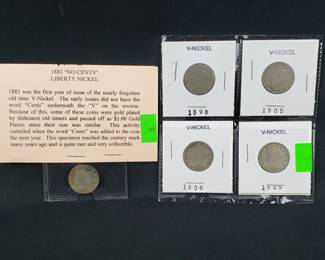 1883 "NO CENTS"
LIBERTY NICKEL
1883 was the first year of issue of the nearly forgotten
old time V-Nickel. The early issues did not have the
word "Cents" underneath the "V" on the reverse.
Because of this, some of these coins were gold plated
by dishonest old timers and passed off as $5.00 Gold
Pieces since their size was similar. This activity
curtailed when the word "Cents" was added to the coin
the next year. This specimen reached the century mark
many years ago and is quite rare and very collectible.
V-NICKEL
1898
V-NICKEL
V-NICKEL
1906
V-NICKEL